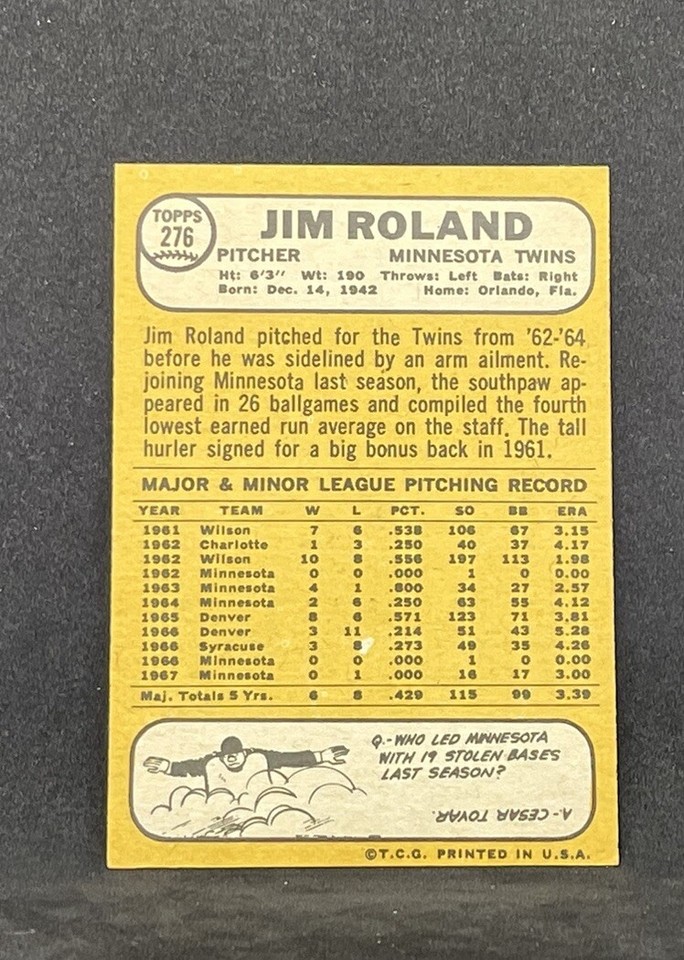 TOPPS
276
JIM ROLAND
PITCHER MINNESOTA TWINS
Ht: 6'3" Wt: 190 Throws: Left Bats: Right
Born: Dec. 14, 1942 Home: Orlando, Fla.
Jim Roland pitched for the Twins from '62-'64
before he was sidelined by an arm ailment. Re-
joining Minnesota last season, the southpaw ap-
peared in 26 ballgames and compiled the fourth
lowest earned run average on the staff. The tall
hurler signed for a big bonus back in 1961.
MAJOR & MINOR LEAGUE PITCHING RECORD
YEAR TEAM W L PCT. SO BB ERA
1961 Wilson 7 6 .538 106 67 3.15
1962 Charlotte 1 3 .250 40 37 4.17
1962 Wilson 10 8 .556 197 113 1.98
1962 Minnesota 0 0 .000 1 0 0.00
1963 Minnesota 4 1 .800 34 27 2.57
1964 Minnesota 2 6 .250 63 55 4.12
1965 Denver 8 6 .571 123 71 3.81
1966 Denver 3 11 .214 51 43 5.28
1966 Syracuse 3 8 .273 49 35 4.26
1966 Minnesota 0 0 .000 1 0 0.00
1967 Minnesota 0 1 .000 16 17 3.00
Maj. Totals 5 Yrs. 6 8 .429 115 99 3.39
Q.-WHO LED MINNESOTA
WITH 19 STOLEN BASES
LAST SEASON?
A.-CESAR TOVAR.
©T.C.G. PRINTED IN U.S.A.